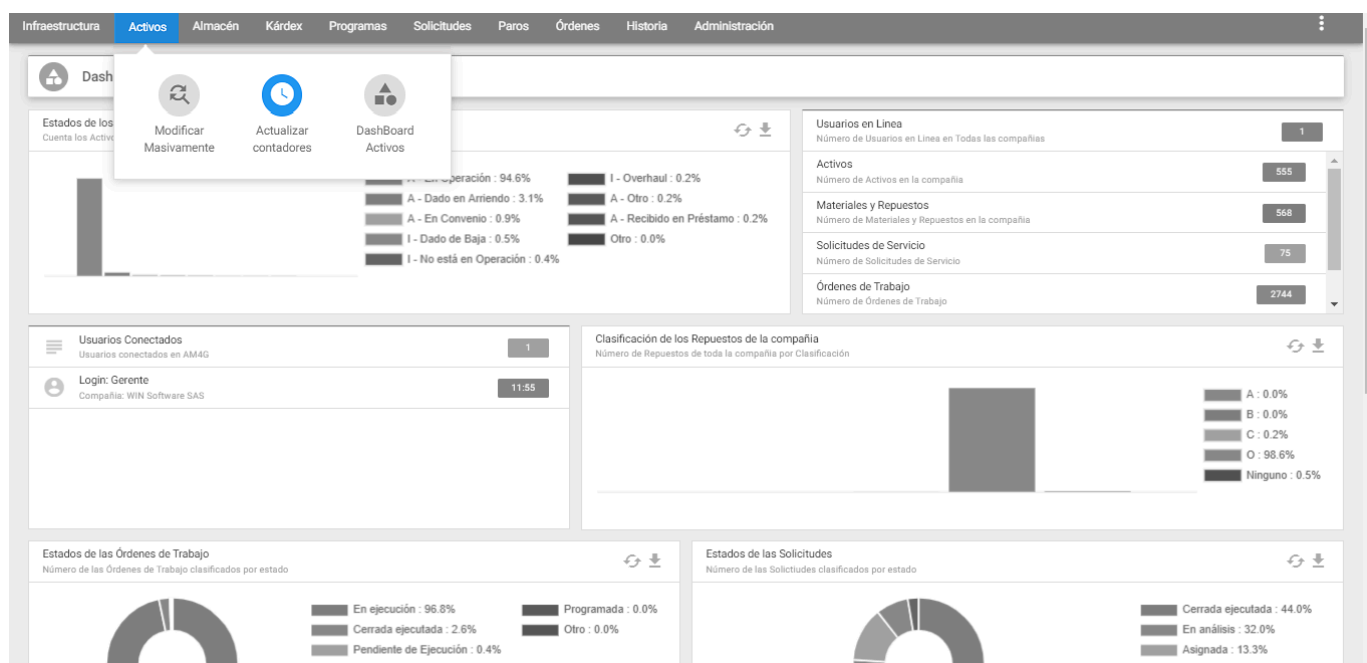 Infraestructura Activos Almacén Kárdex Programas Solicitudes Paros Órdenes Historia Administración
Dash
Modificar
Masivamente
Actualizar
contadores
DashBoard
Activos
Estados de los
Cuenta los Activo
A - En Operación : 94.6%
A - Dado en Arriendo : 3.1%
A - En Convenio : 0.9%
I - Dado de Baja : 0.5%
I - No está en Operación : 0.4%
I - Overhaul : 0.2%
A - Otro : 0.2%
A - Recibido en Préstamo : 0.2%
Otro : 0.0%
Usuarios en Linea
Número de Usuarios en Linea en Todas las compañias
1
Activos
Número de Activos en la compañia
555
Materiales y Repuestos
Número de Materiales y Repuestos en la compañia
568
Solicitudes de Servicio
Número de Solicitudes de Servicio
75
Órdenes de Trabajo
Número de Órdenes de Trabajo
2744
Usuarios Conectados
Usuarios conectados en AM4G
1
Login: Gerente
Compañia: WIN Software SAS
11:55
Clasificación de los Repuestos de la compañia
Número de Repuestos de toda la compañia por Clasificación
A : 0.0%
B : 0.0%
C : 0.2%
O : 98.6%
Ninguno : 0.5%
Estados de las Órdenes de Trabajo
Número de las Órdenes de Trabajo clasificados por estado
En ejecución : 96.8%
Cerrada ejecutada : 2.6%
Pendiente de Ejecución : 0.4%
Programada : 0.0%
Otro : 0.0%
Estados de las Solicitudes
Número de las Solictiudes clasificados por estado
Cerrada ejecutada : 44.0%
En análisis : 32.0%
Asignada : 13.3%